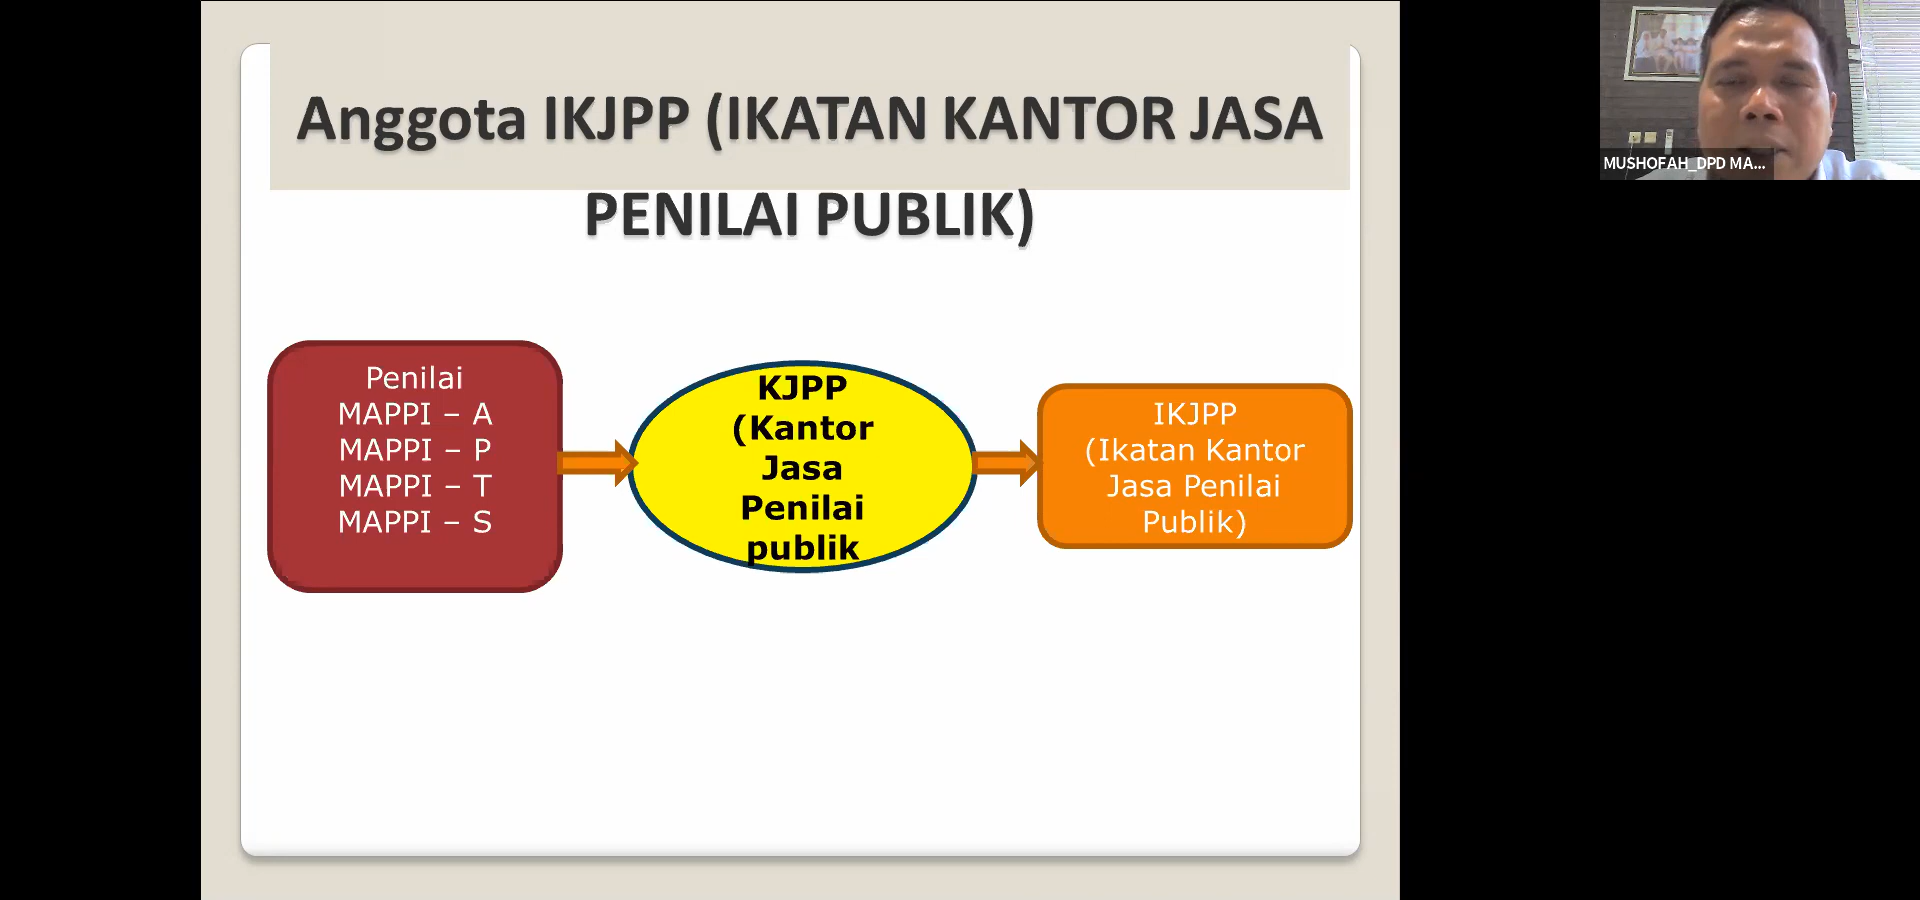 Anggota IKJPP (IKATAN KANTOR JASA
PENILAI PUBLIK)
Penilai
MAPPI – A
MAPPI – P
MAPPI – T
MAPPI – S
KJPP
(Kantor
Jasa
Penilai
publik
IKJPP
(Ikatan Kantor
Jasa Penilai
Publik)
MUSHOFAH_DPD MA...